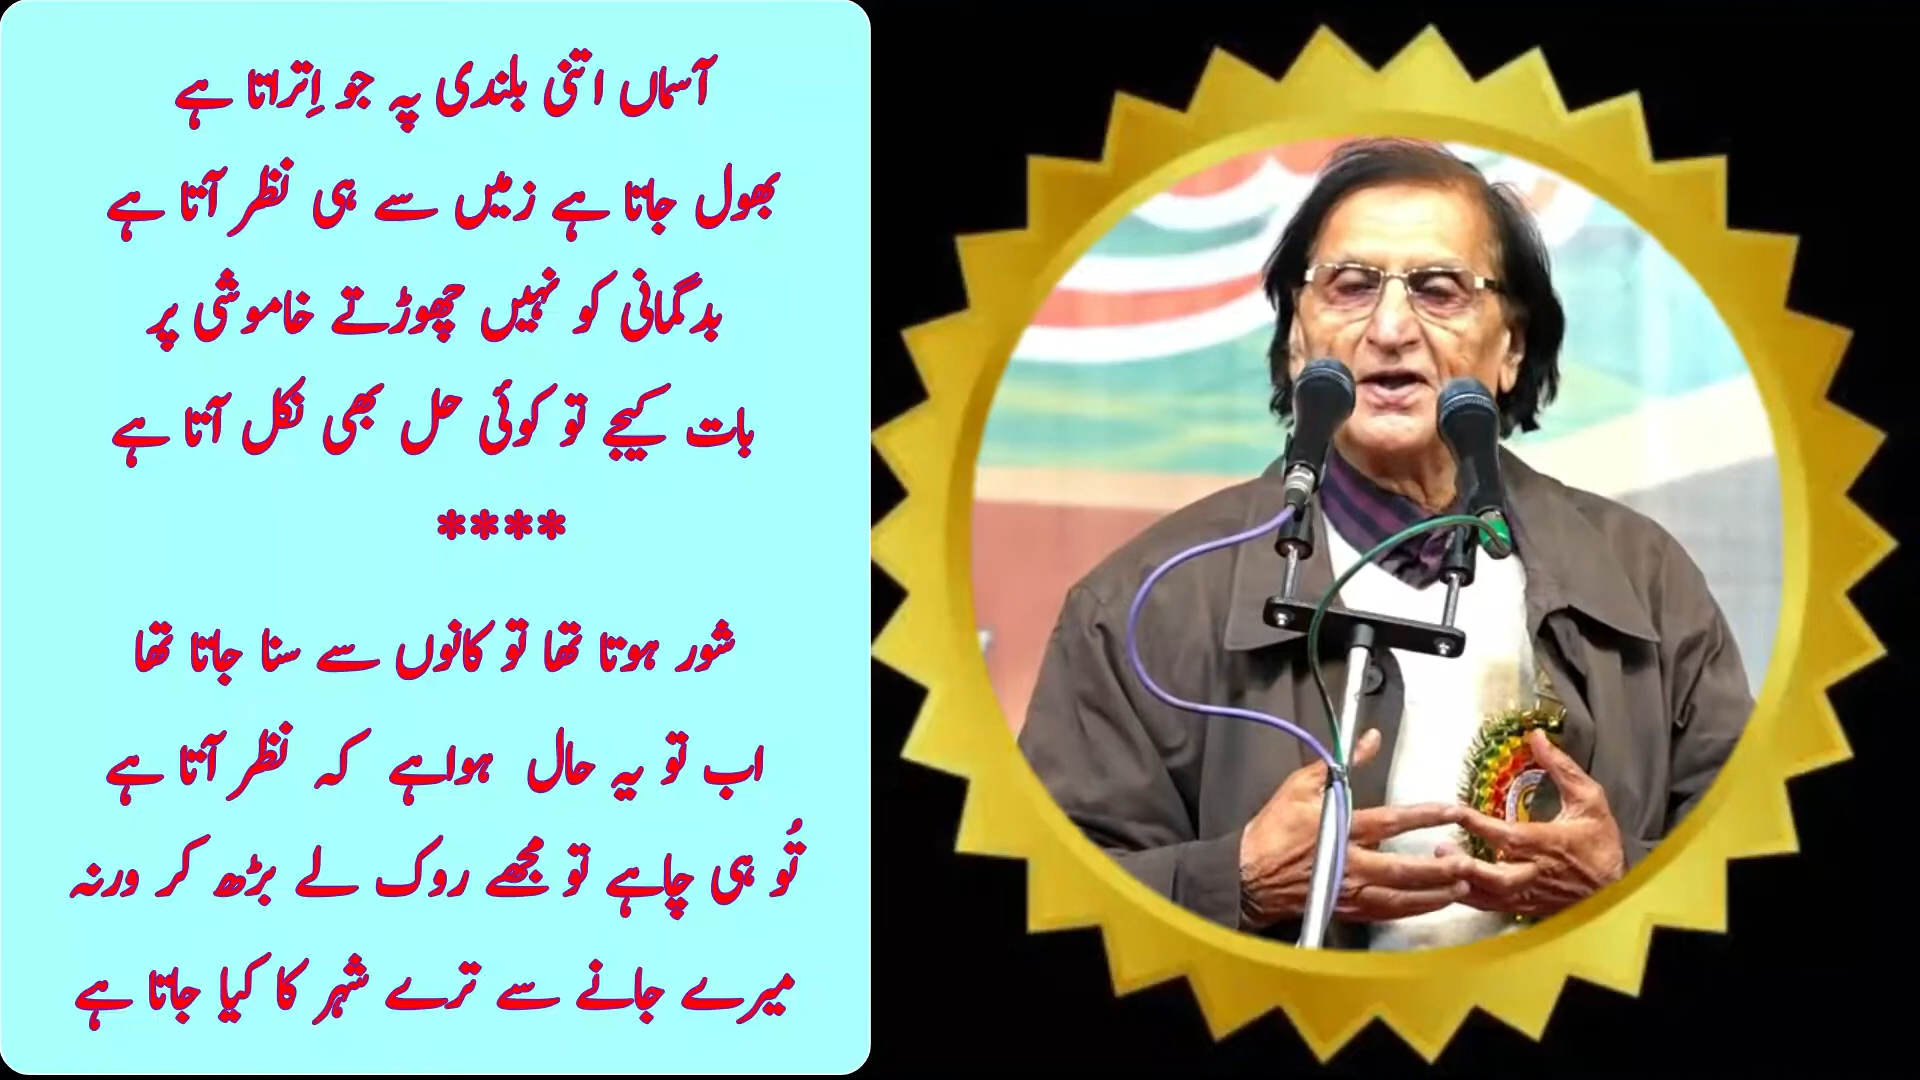 آسماں اتنی بلندی پہ جو اِتراتا ہے
بھول جاتا ہے زمیں سے ہی نظر آتا ہے
بدگمانی کو نہیں چھوڑتے خاموشی پر
بات کیجے تو کوئی حل بھی نکل آتا ہے
****
شور ہوتا تھا تو کانوں سے سنا جاتا تھا
اب تو یہ حال ہواہے کہ نظر آتا ہے
تُو ہی چاہے تو مجھے روک لے بڑھ کر ورنہ
میرے جانے سے ترے شہر کا کیا جاتا ہے